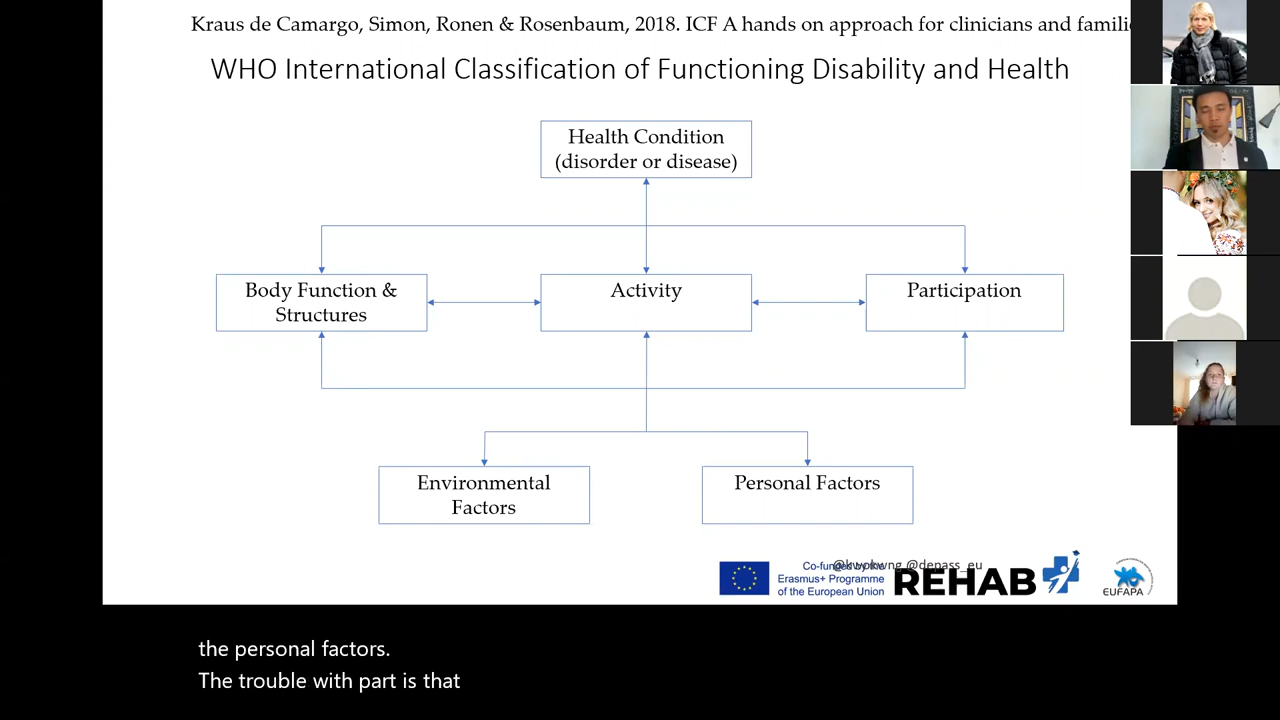 Kraus de Camargo, Simon, Ronen & Rosenbaum, 2018. ICF A hands on approach for clinicians and
WHO International Classification of Functioning Disability and Health
Health Condition
(disorder or disease)
Body Function &
Structures
Activity
Participation
Environmental
Factors
Personal Factors
@kwokwng @depass_eu
Co-funded by the
Erasmus+ Programme
of the European Union
REHAB
EUFAPA
the personal factors.
The trouble with part is that